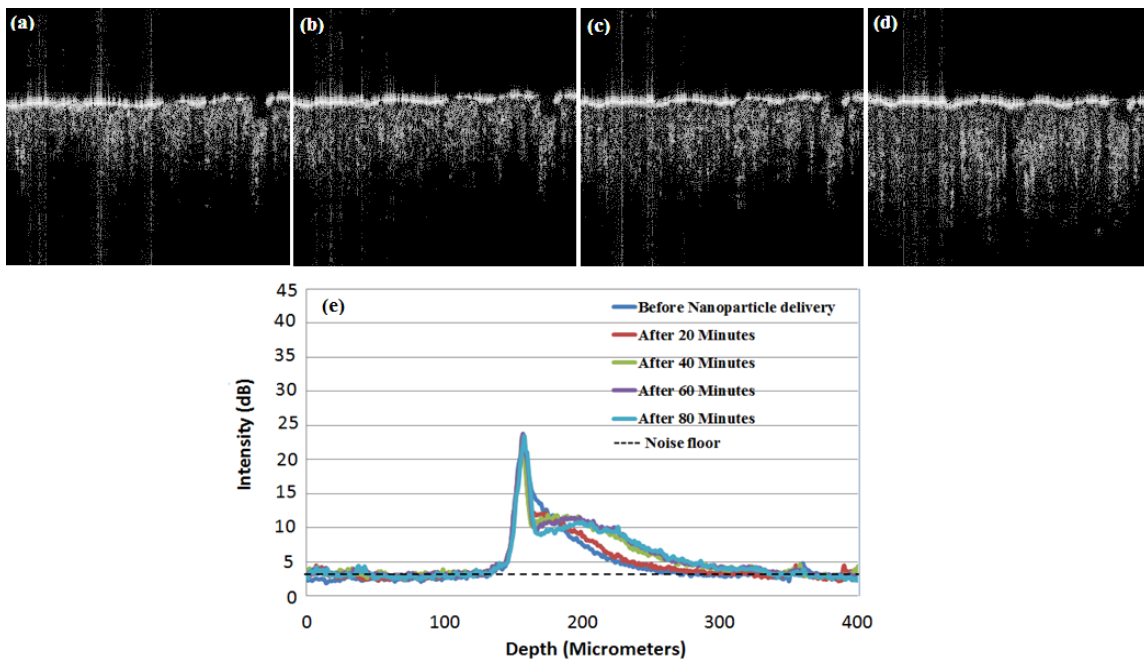 (a)
(b)
(c)
(d)
(e)
Before Nanoparticle delivery
After 20 Minutes
After 40 Minutes
After 60 Minutes
After 80 Minutes
Noise floor
Intensity (dB)
45
40
35
30
25
20
15
10
5
0
0 100 200 300 400
Depth (Micrometers)